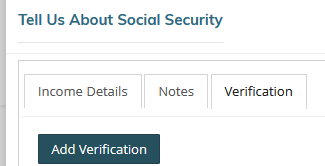 Tell Us About Social Security
Income Details Notes Verification
Add Verification